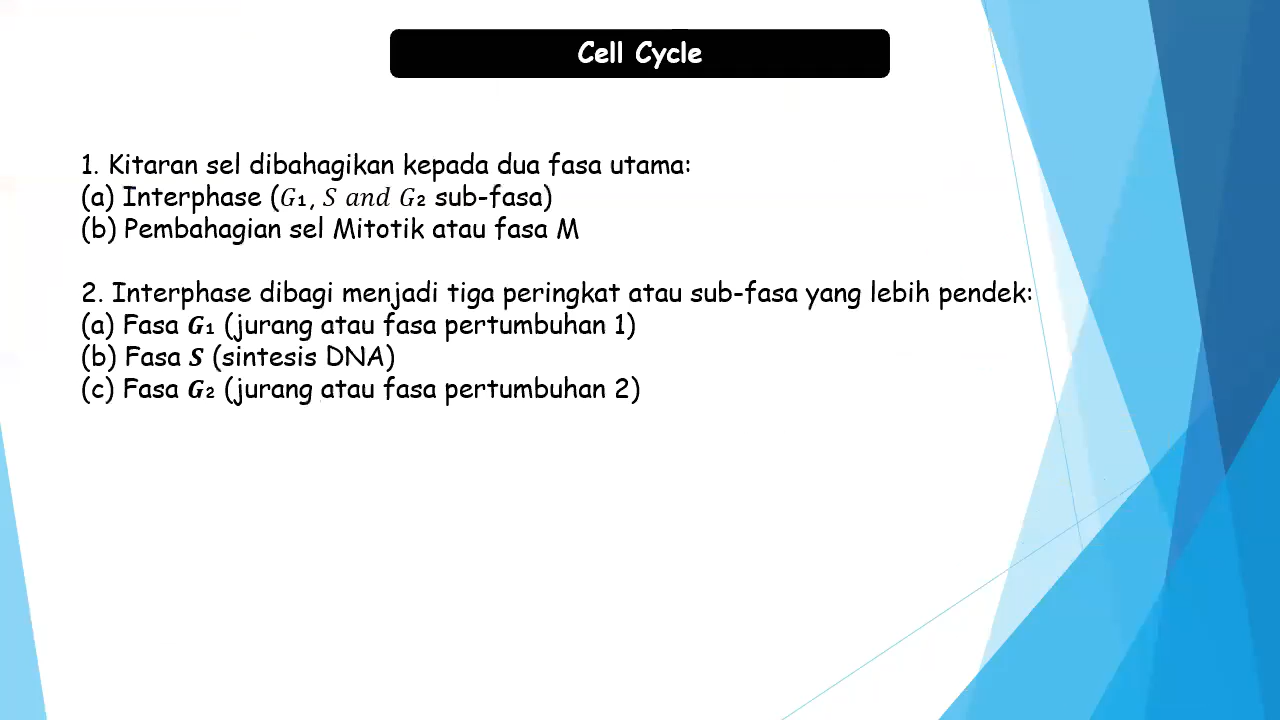 Cell Cycle
1. Kitaran sel dibahagikan kepada dua fasa utama:
(a) Interphase (G₁, S and G₂ sub-fasa)
(b) Pembahagian sel Mitotik atau fasa M
2. Interphase dibagi menjadi tiga peringkat atau sub-fasa yang lebih pendek:
(a) Fasa G₁ (jurang atau fasa pertumbuhan 1)
(b) Fasa S (sintesis DNA)
(c) Fasa G₂ (jurang atau fasa pertumbuhan 2)